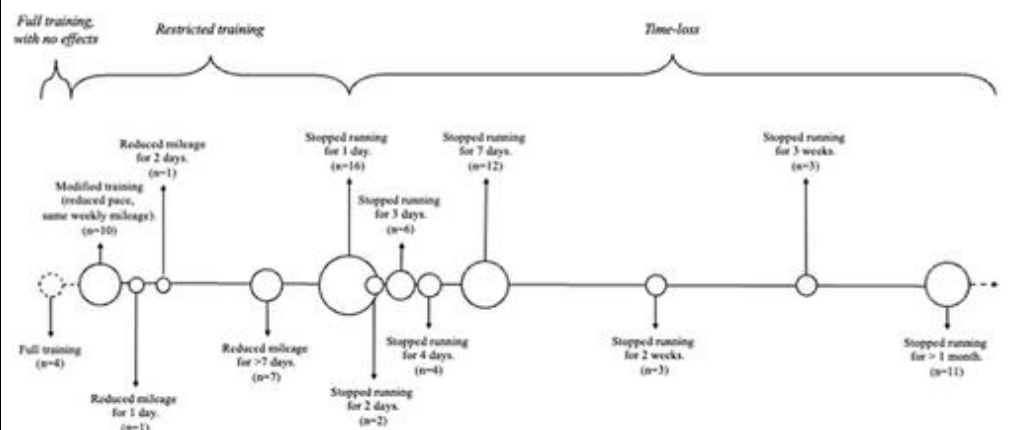 Full training,
with no effects
Restricted training
Time-loss
Reduced mileage
for 2 days.
(n=1)
Modified training
(reduced pace,
same weekly mileage).
(n=10)
Stopped running
for 1 day.
(n=16)
Stopped running
for 3 days.
(n=6)
Stopped running
for 7 days.
(n=12)
Stopped running
for 3 weeks.
(n=3)
Full training
(n=4)
Reduced mileage
for 1 day.
(n=1)
Reduced mileage
for >7 days.
(n=7)
Stopped running
for 2 days.
(n=2)
Stopped running
for 4 days.
(n=4)
Stopped running
for 2 weeks.
(n=3)
Stopped running
for > 1 month.
(n=11)